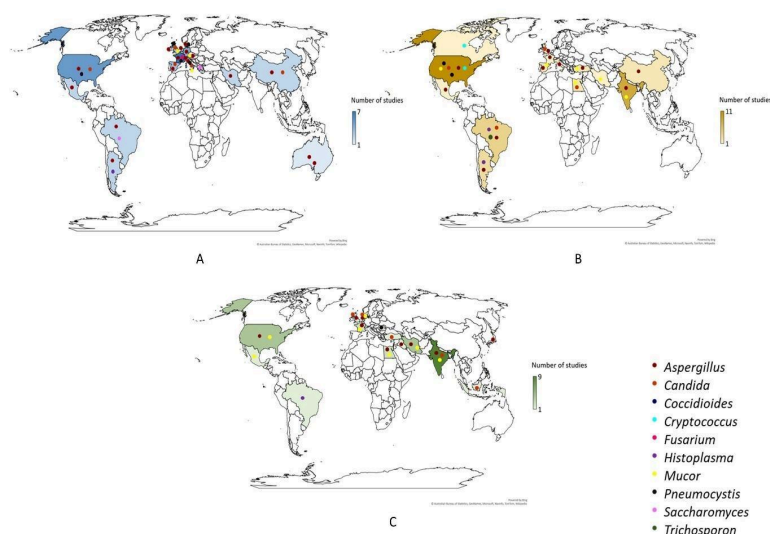 Number of studies
7
1
A
Number of studies
11
1
B
Number of studies
9
1
C
Aspergillus
Candida
Coccidioides
Cryptococcus
Fusarium
Histoplasma
Mucor
Pneumocystis
Saccharomyces
Trichosporon